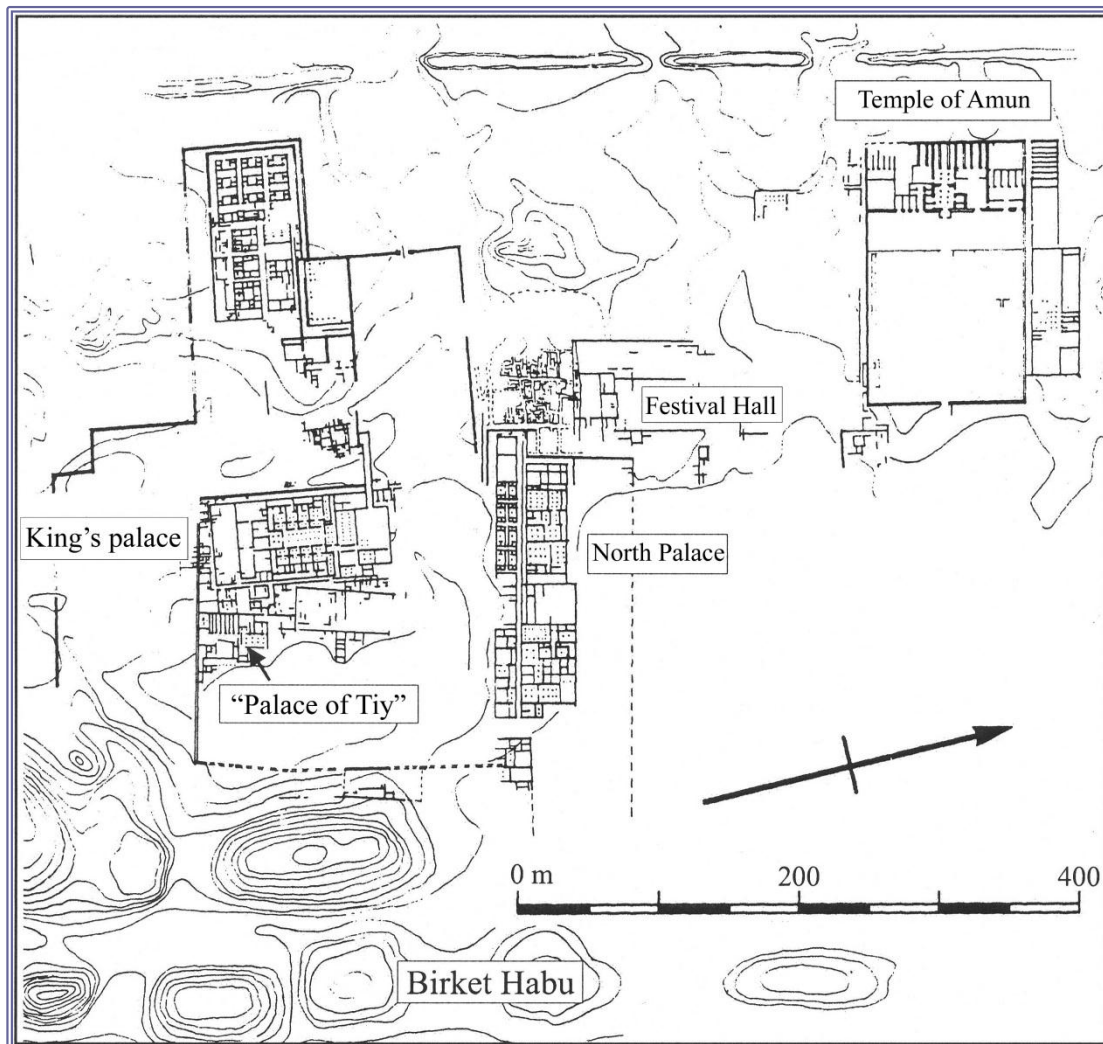 Temple of Amun
Festival Hall
King’s palace
North Palace
“Palace of Tiy”
0 m 200 400
Birket Habu